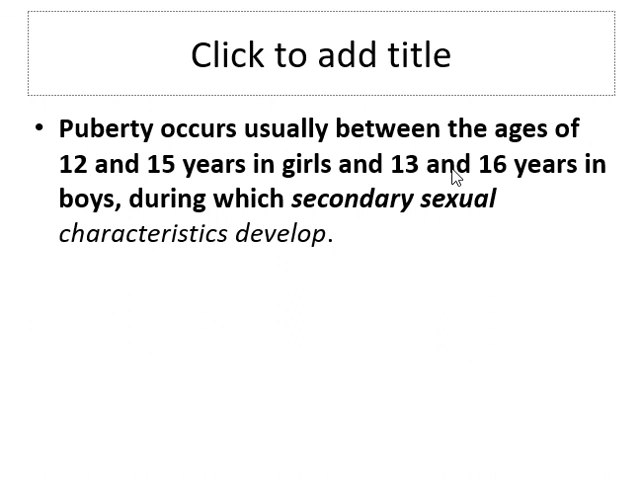 Click to add title
• Puberty occurs usually between the ages of
12 and 15 years in girls and 13 and 16 years in
boys, during which secondary sexual
characteristics develop.